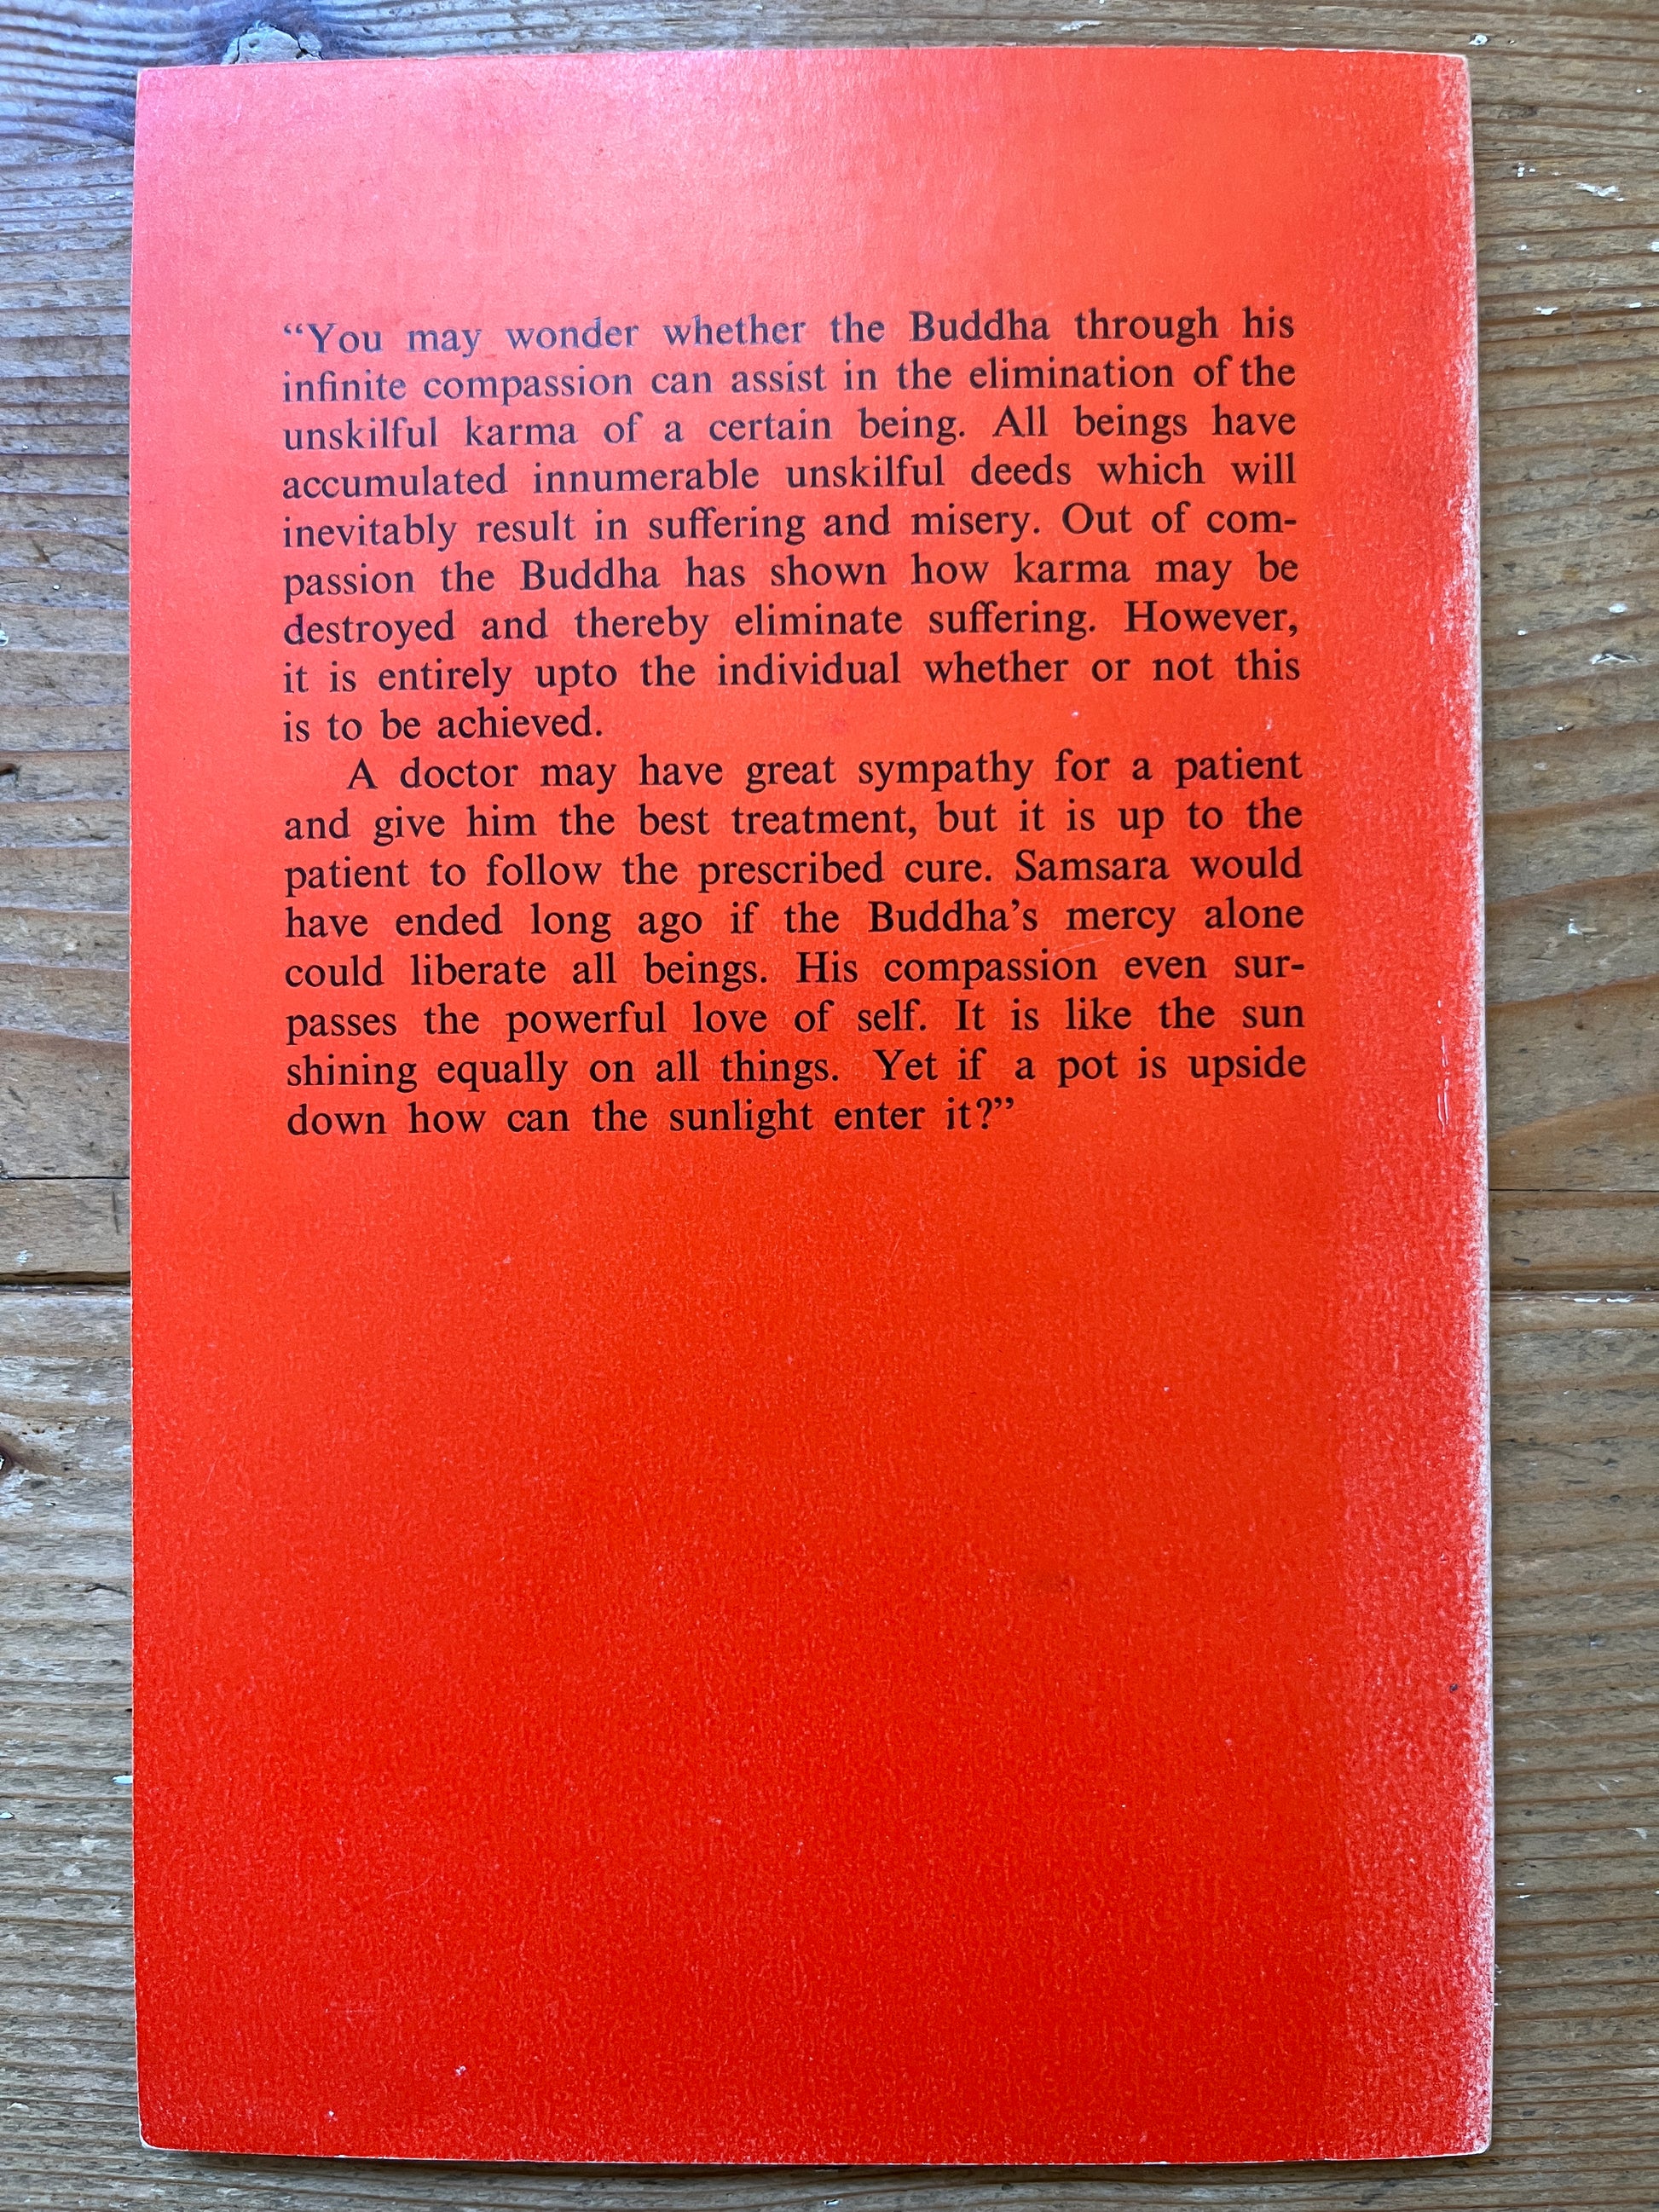 “You may wonder whether the Buddha through his
infinite compassion can assist in the elimination of the
unskilful karma of a certain being. All beings have
accumulated innumerable unskilful deeds which will
inevitably result in suffering and misery. Out of com-
passion the Buddha has shown how karma may be
destroyed and thereby eliminate suffering. However,
it is entirely upto the individual whether or not this
is to be achieved.
A doctor may have great sympathy for a patient
and give him the best treatment, but it is up to the
patient to follow the prescribed cure. Samsara would
have ended long ago if the Buddha’s mercy alone
could liberate all beings. His compassion even sur-
passes the powerful love of self. It is like the sun
shining equally on all things. Yet if a pot is upside
down how can the sunlight enter it?”